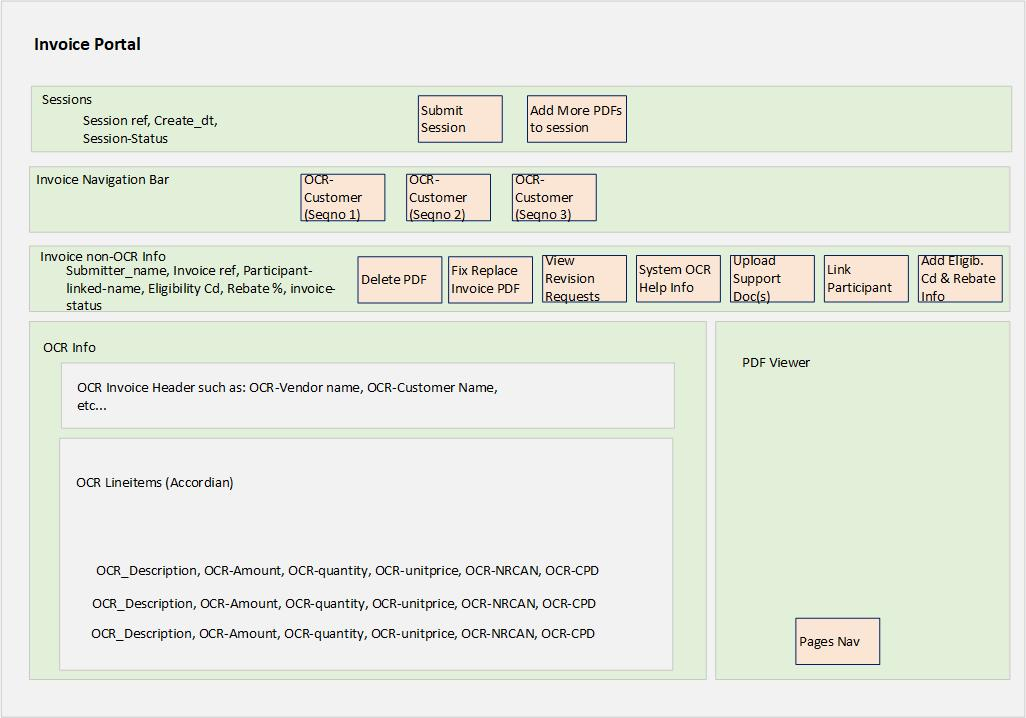 Invoice Portal
Sessions
Session ref, Create_dt,
Session-Status
Submit
Session
Add More PDFs
to session
Invoice Navigation Bar
OCR-
Customer
(Seqno 1)
OCR-
Customer
(Seqno 2)
OCR-
Customer
(Seqno 3)
Invoice non-OCR Info
Submitter_name, Invoice ref, Participant-
linked-name, Eligibility Cd, Rebate %, invoice-
status
Delete PDF
Fix Replace
Invoice PDF
View
Revision
Requests
System OCR
Help Info
Upload
Support
Doc(s)
Link
Participant
Add Eligib.
Cd & Rebate
Info
OCR Info
OCR Invoice Header such as: OCR-Vendor name, OCR-Customer Name,
etc...
OCR Lineitems (Accordian)
OCR_Description, OCR-Amount, OCR-quantity, OCR-unitprice, OCR-NRCAN, OCR-CPD
OCR_Description, OCR-Amount, OCR-quantity, OCR-unitprice, OCR-NRCAN, OCR-CPD
OCR_Description, OCR-Amount, OCR-quantity, OCR-unitprice, OCR-NRCAN, OCR-CPD
PDF Viewer
Pages Nav